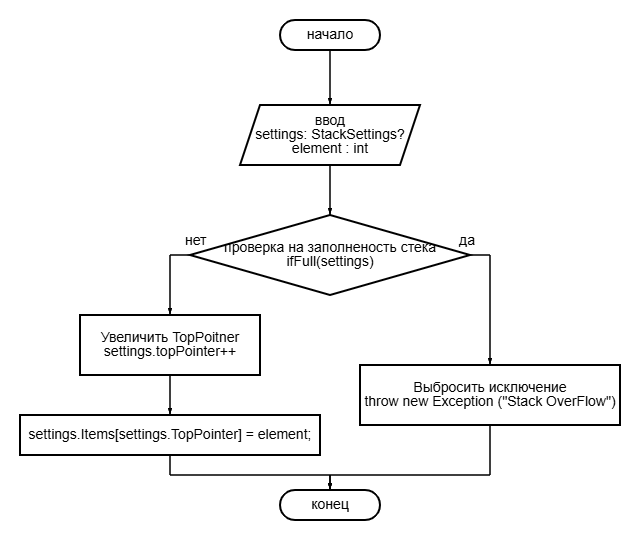 начало
ввод
settings: StackSettings?
element : int
нет
проверка на заполненость стека
да
ifFull(settings)
Увеличить TopPoitner
settings.topPointer++
Выбросить исключение
throw new Exception ("Stack OverFlow")
settings.Items[settings.TopPointer] = element;
конец